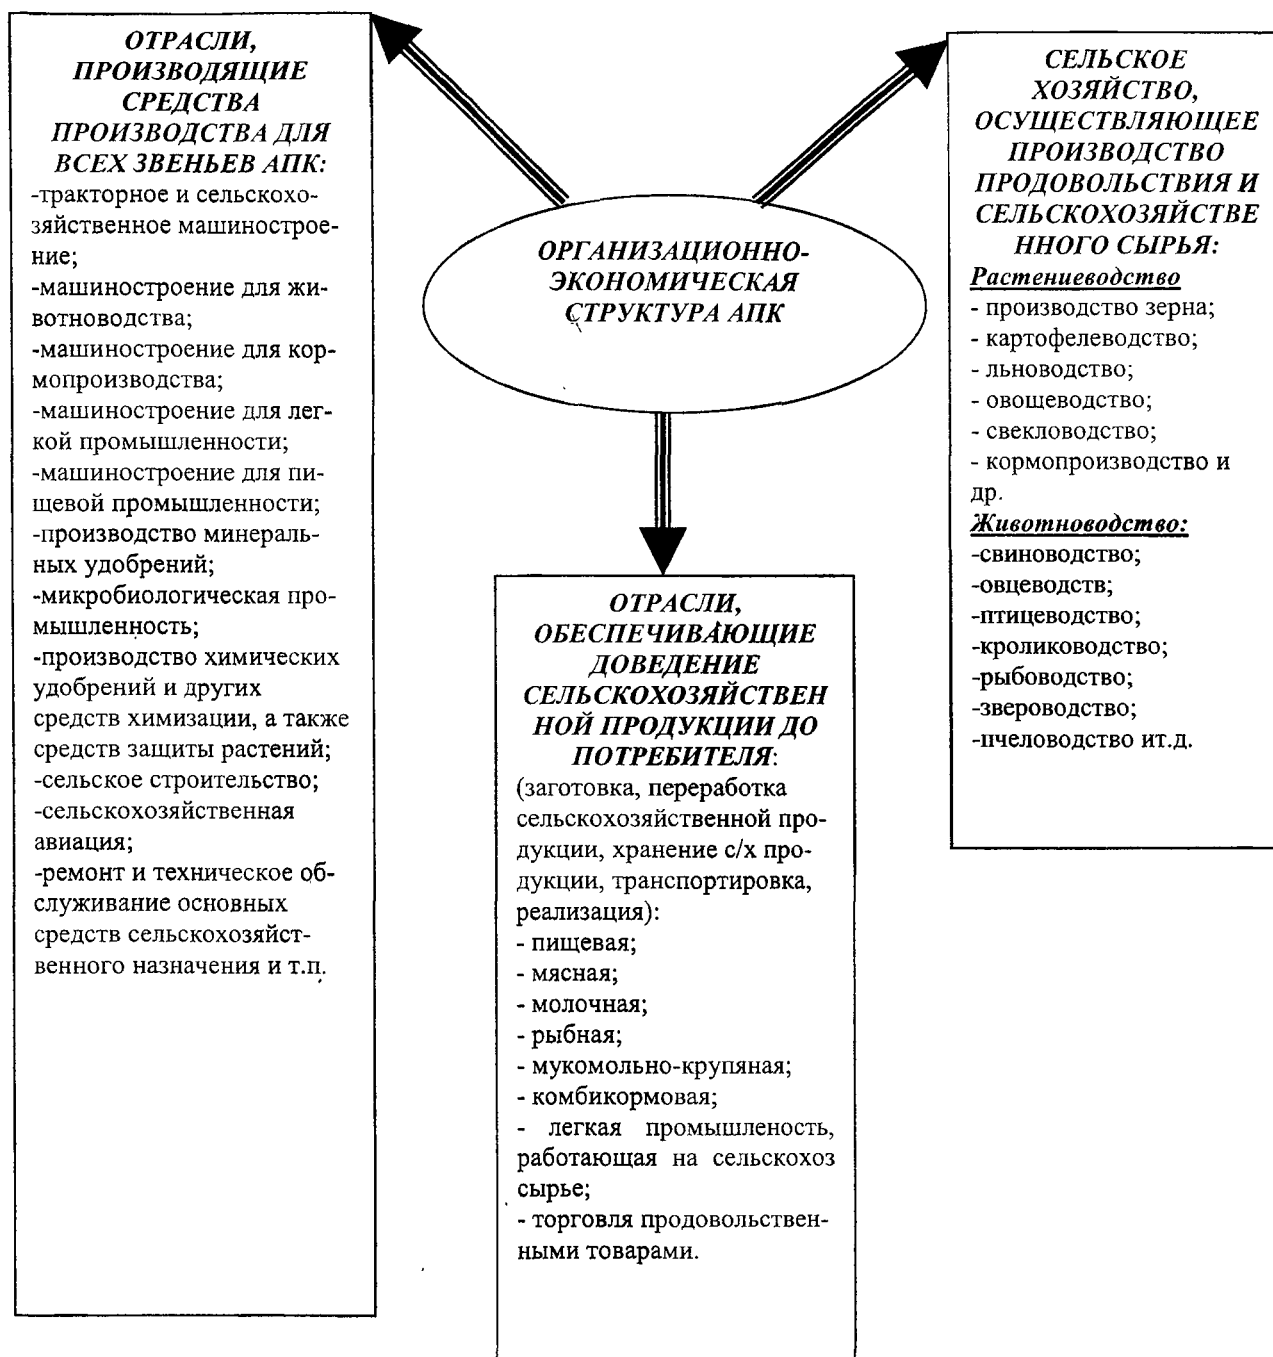 ОТРАСЛИ,
ПРОИЗВОДЯЩИЕ
СРЕДСТВА
ПРОИЗВОДСТВА ДЛЯ
ВСЕХ ЗВЕНЬЕВ АПК:
-тракторное и сельскохо-
зяйственное машинострое-
ние;
-машиностроение для жи-
вотноводства;
-машиностроение для кор-
мопроизводства;
-машиностроение для лег-
кой промышленности;
-машиностроение для пи-
щевой промышленности;
-производство минераль-
ных удобрений;
-микробиологическая про-
мышленность;
-производство химических
удобрений и других
средств химизации, а также
средств защиты растений;
-сельское строительство;
-сельскохозяйственная
авиация;
-ремонт и техническое об-
служивание основных
средств сельскохозяйст-
венного назначения и т.п.
ОРГАНИЗАЦИОННО-
ЭКОНОМИЧЕСКАЯ
СТРУКТУРА АПК
ОТРАСЛИ,
ОБЕСПЕЧИВАЮЩИЕ
ДОВЕДЕНИЕ
СЕЛЬСКОХОЗЯЙСТВЕН
НОЙ ПРОДУКЦИИ ДО
ПОТРЕБИТЕЛЯ:
(заготовка, переработка
сельскохозяйственной про-
дукции, хранение с/х про-
дукции, транспортировка,
реализация):
- пищевая;
- мясная;
- молочная;
- рыбная;
- мукомольно-крупяная;
- комбикормовая;
- легкая промышленость,
работающая на сельскохоз
сырье;
- торговля продовольствен-
ными товарами.
СЕЛЬСКОЕ
ХОЗЯЙСТВО,
ОСУЩЕСТВЛЯЮЩЕЕ
ПРОИЗВОДСТВО
ПРОДОВОЛЬСТВИЯ И
СЕЛЬСКОХОЗЯЙСТВЕ
ННОГО СЫРЬЯ:
Растениеводство
- производство зерна;
- картофелеводство;
- льноводство;
- овощеводство;
- свекловодство;
- кормопроизводство и
др.
Животноводство:
-свиноводство;
-овцеводств;
-птицеводство;
-кролиководство;
-рыбоводство;
-звероводство;
-пчеловодство ит.д.